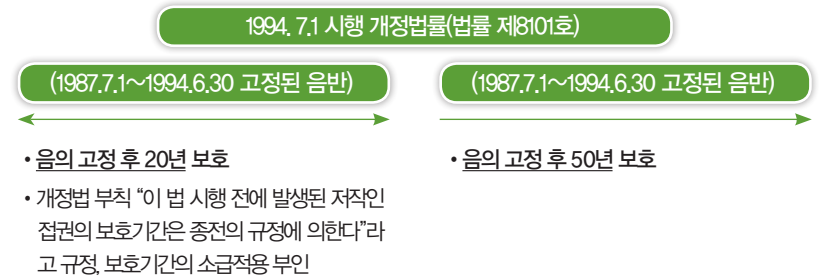 1994. 7.1 시행 개정법률(법률 제8101호)
(1987.7.1~1994.6.30 고정된 음반)
• 음의 고정 후 20년 보호
• 개정법 부칙 “이 법 시행 전에 발생된 저작인
접권의 보호기간은 종전의 규정에 의한다”라
고 규정, 보호기간의 소급적용 부인
(1987.7.1~1994.6.30 고정된 음반)
• 음의 고정 후 50년 보호